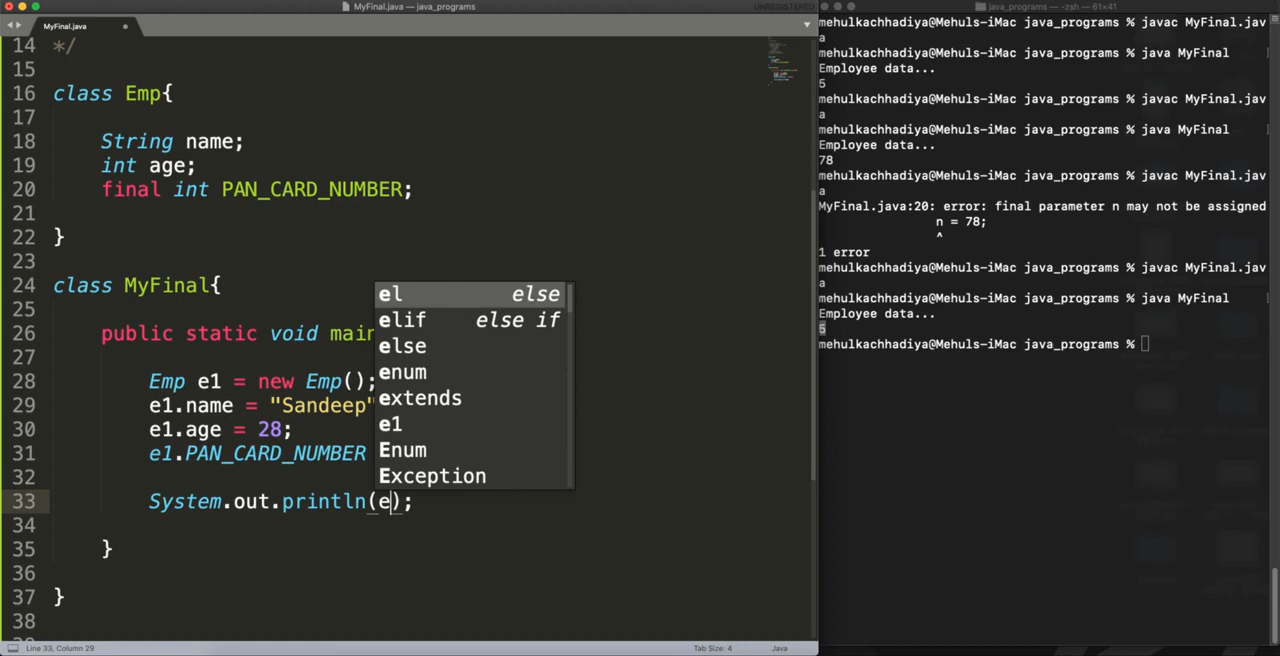 MyFinal.java — java_programs
UNREGISTERED
MyFinal.java
14 */
15
16 class Emp{
17
18 String name;
19 int age;
20 final int PAN_CARD_NUMBER;
21
22 }
23
24 class MyFinal{
25
26 public static void main
27
28 Emp e1 = new Emp();
29 e1.name = "Sandeep"
30 e1.age = 28;
31 e1.PAN_CARD_NUMBER
32
33 System.out.println(e);
34
35 }
36
37 }
38
el else
elif else if
else
enum
extends
e1
Enum
Exception
Line 33, Column 29
Tab Size: 4
Java
java_programs — -zsh — 61×41
mehulkachhadiya@Mehuls-iMac java_programs % javac MyFinal.jav
a
mehulkachhadiya@Mehuls-iMac java_programs % java MyFinal
Employee data...
5
mehulkachhadiya@Mehuls-iMac java_programs % javac MyFinal.jav
a
mehulkachhadiya@Mehuls-iMac java_programs % java MyFinal
Employee data...
78
mehulkachhadiya@Mehuls-iMac java_programs % javac MyFinal.jav
a
MyFinal.java:20: error: final parameter n may not be assigned
n = 78;
^
1 error
mehulkachhadiya@Mehuls-iMac java_programs % javac MyFinal.jav
a
mehulkachhadiya@Mehuls-iMac java_programs % java MyFinal
Employee data...
5
mehulkachhadiya@Mehuls-iMac java_programs %